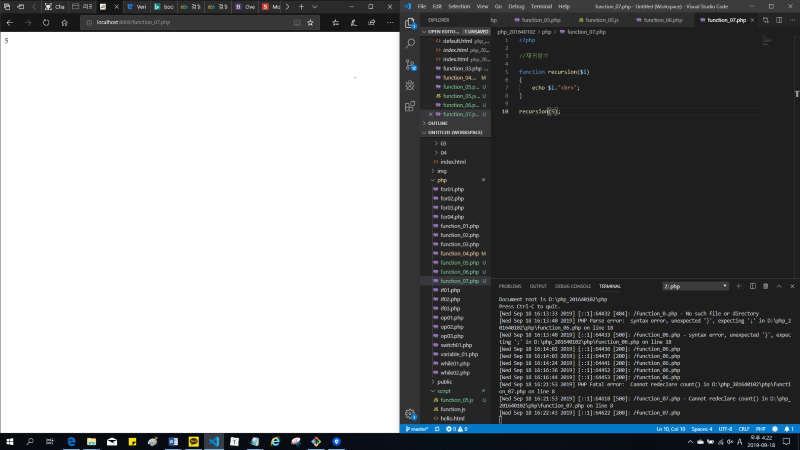 localhost:8000/function_07.php
5
File Edit Selection View Go Debug Terminal Help
function_07.php - Untitled (Workspace) - Visual Studio Code
EXPLORER
hp
function_05.php
function_05.js
function_06.php
function_07.php
php_201640102 > php > function_07.php
OPEN EDITO... 1 UNSAVED
default.html
index.html
index.html
function_03.php
function_04.... M
function_05.p... U
function_05.js... U
function_06.p... U
function_07.p... U
OUTLINE
UNTITLED (WORKSPACE)
03
04
index.html
img
php
for01.php
for02.php
for03.php
for04.php
function_01.php
function_02.php
function_03.php
function_04.php M
function_05.php U
function_06.php U
function_07.php U
if01.php
if02.php
if03.php
op01.php
op02.php
op03.php
switch01.php
variable_01.php
while01.php
while02.php
public
script
function_05.js U
function.js
hello.html
1 <?php
2
3 //재귀함수
4
5 function recursion($i)
6 {
7 echo $i."<br>";
8 }
9
10 recursion(5);
PROBLEMS OUTPUT DEBUG CONSOLE TERMINAL 2: php
Document root is D:\php_201640102\php
Press Ctrl-C to quit.
[Wed Sep 18 16:13:33 2019] [::1]:64432 [404]: /function_0.php - No such file or directory
[Wed Sep 18 16:13:40 2019] PHP Parse error:  syntax error, unexpected '}', expecting ';' in D:\php_2
01640102\php\function_06.php on line 18
[Wed Sep 18 16:13:40 2019] [::1]:64433 [500]: /function_06.php - syntax error, unexpected '}', expec
ting ';' in D:\php_201640102\php\function_06.php on line 18
[Wed Sep 18 16:14:02 2019] [::1]:64436 [200]: /function_06.php
[Wed Sep 18 16:14:03 2019] [::1]:64437 [200]: /function_06.php
[Wed Sep 18 16:14:24 2019] [::1]:64441 [200]: /function_06.php
[Wed Sep 18 16:16:36 2019] [::1]:64452 [200]: /function_06.php
[Wed Sep 18 16:16:44 2019] [::1]:64453 [200]: /function_06.php
[Wed Sep 18 16:21:53 2019] PHP Fatal error:  Cannot redeclare count() in D:\php_201640102\php\functi
on_07.php on line 8
[Wed Sep 18 16:21:53 2019] [::1]:64618 [500]: /function_07.php - Cannot redeclare count() in D:\php_
201640102\php\function_07.php on line 8
[Wed Sep 18 16:22:43 2019] [::1]:64622 [200]: /function_07.php
master* 0 0
Ln 10, Col 10 Spaces: 4 UTF-8 CRLF PHP 1
오후 4:22
2019-09-18